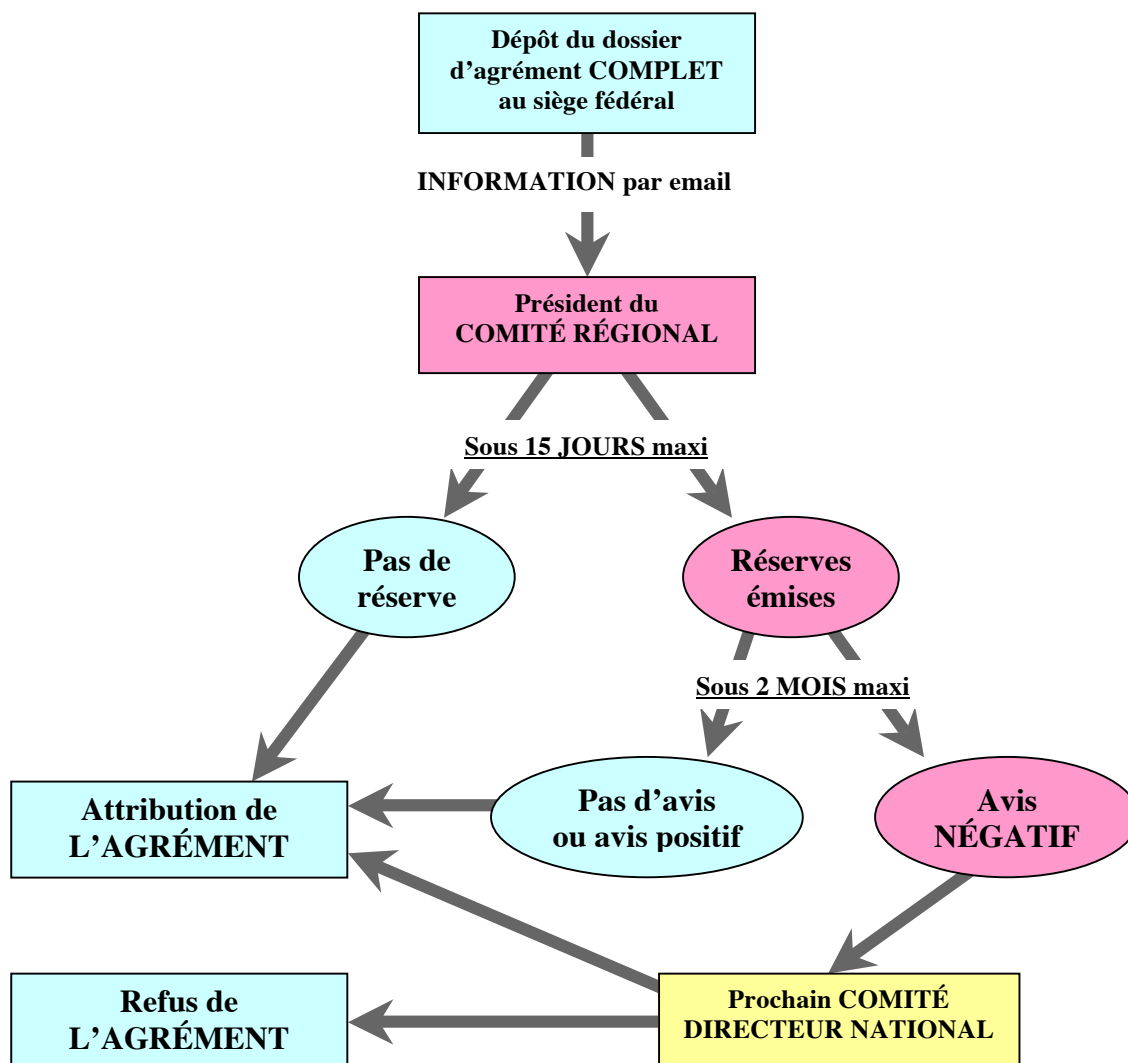 Dépôt du dossier
d'agrément COMPLET
au siège fédéral
INFORMATION par email
Président du
COMITÉ RÉGIONAL
Sous 15 JOURS maxi
Pas de
réserve
Réserves
émises
Sous 2 MOIS maxi
Attribution de
L'AGRÉMENT
Pas d'avis
ou avis positif
Avis
NÉGATIF
Refus de
L'AGRÉMENT
Prochain COMITÉ
DIRECTEUR NATIONAL